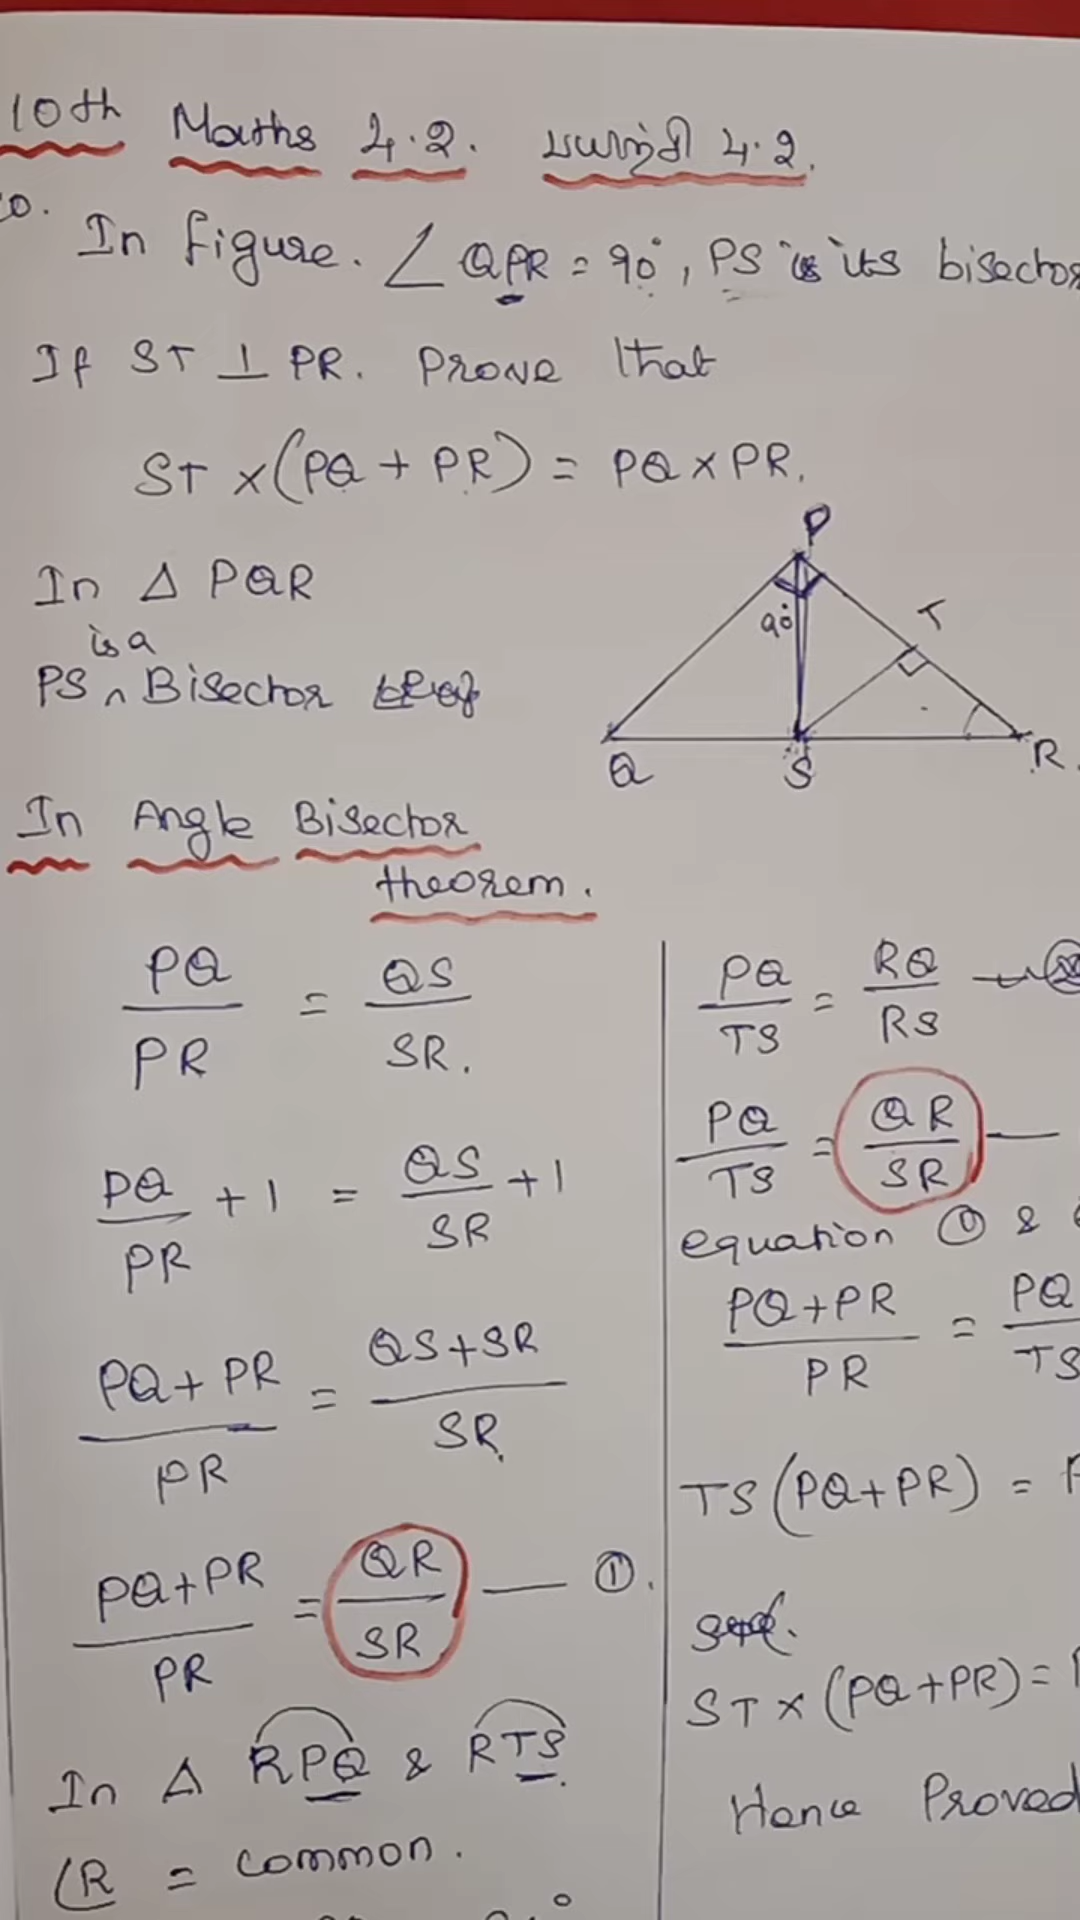 10th Maths 4.2. பயிற்சி 4.2.
In figure. ∠QPR = 90°, PS is its bisector
If ST ⊥ PR. Prove that
ST × (PQ + PR) = PQ × PR.
In △ PQR
is a
PS ^ Bisector
P
90°
T
Q
S
R.
In Angle Bisector
theorem.
PQ/PR = QS/SR.
PQ/PR + 1 = QS/SR + 1
PQ + PR/PR = QS + SR/SR
PQ + PR/PR = QR/SR — ①.
In △ RPQ & RTS.
∠R = common.
PQ/TS = RQ/RS
PQ/TS = QR/SR —
equation ① &
PQ + PR/PR = PQ/TS
TS (PQ + PR) =
ST × (PQ + PR) =
Hence Proved